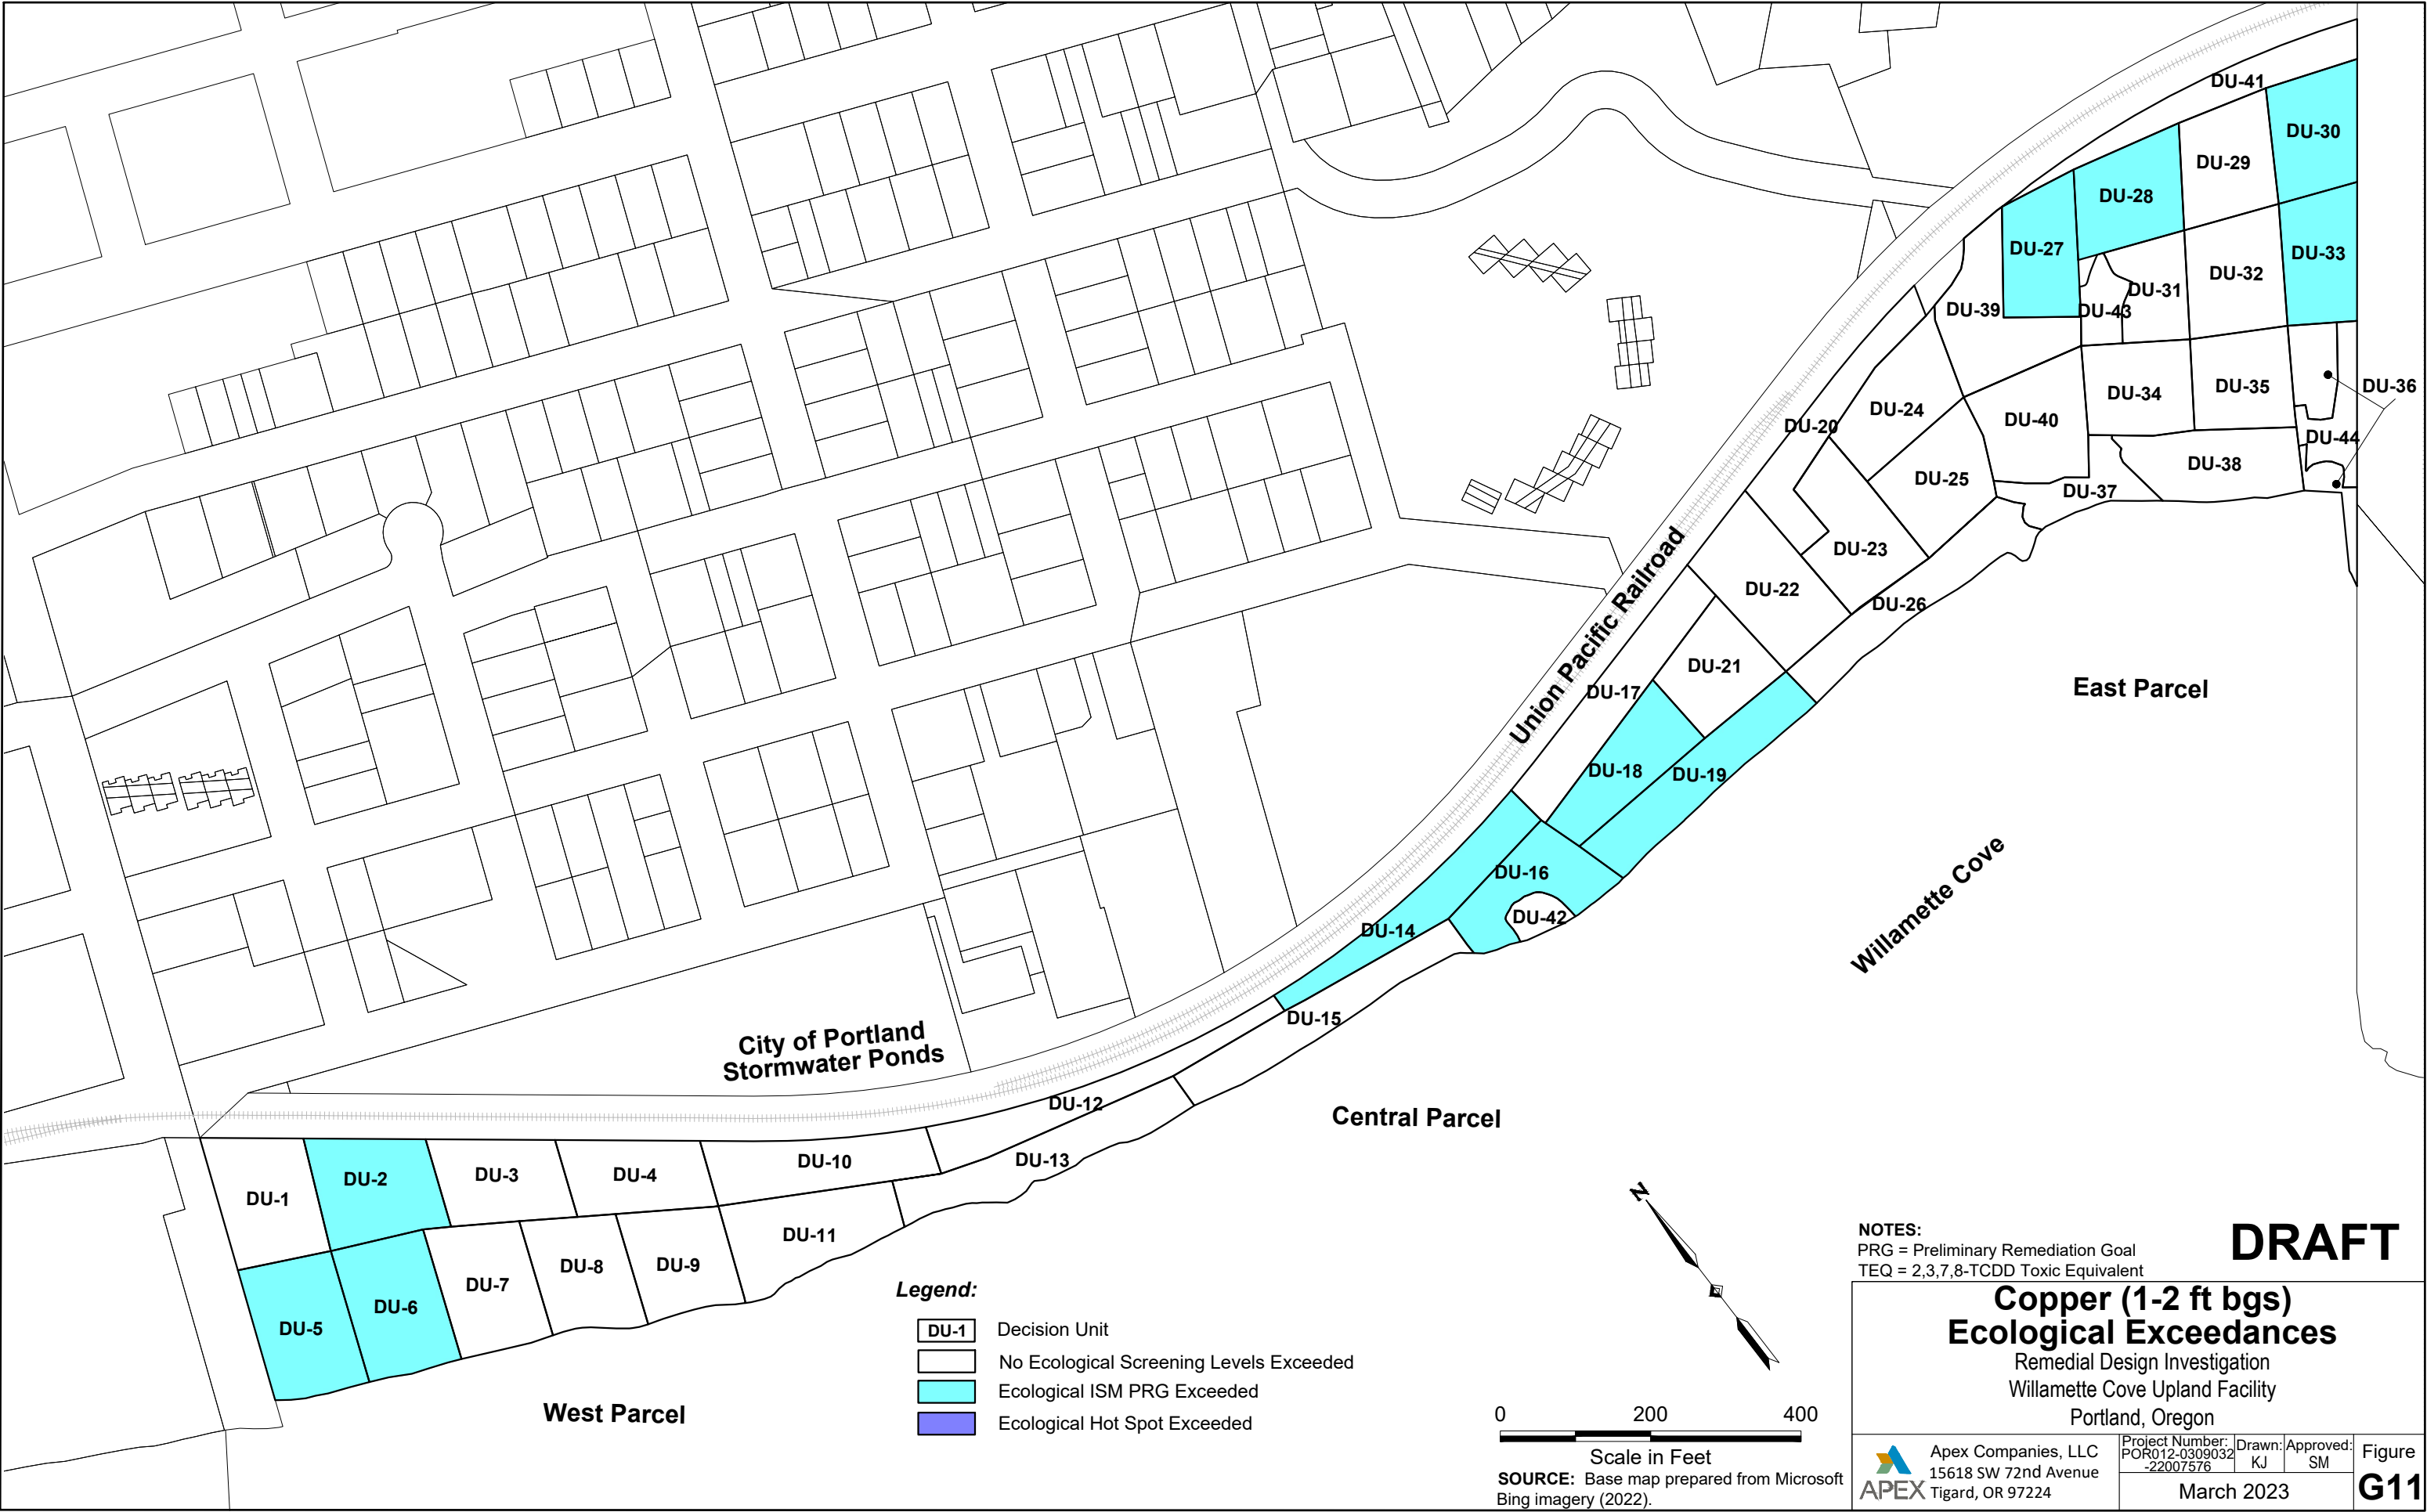 DU-41
DU-30
DU-29
DU-28
DU-27
DU-33
DU-32
DU-31
DU-43
DU-39
DU-36
DU-35
DU-34
DU-24
DU-40
DU-20
DU-44
DU-38
DU-25
DU-37
DU-23
DU-22
DU-26
Union Pacific Railroad
DU-21
DU-17
East Parcel
DU-18
DU-19
DU-16
DU-42
DU-14
Willamette Cove
DU-15
City of Portland
Stormwater Ponds
DU-12
Central Parcel
DU-13
DU-10
DU-4
DU-3
DU-2
DU-1
DU-11
DU-9
DU-8
DU-7
DU-6
DU-5
West Parcel
Legend:
DU-1 Decision Unit
No Ecological Screening Levels Exceeded
Ecological ISM PRG Exceeded
Ecological Hot Spot Exceeded
N
0 200 400
Scale in Feet
SOURCE: Base map prepared from Microsoft
Bing imagery (2022).
NOTES:
PRG = Preliminary Remediation Goal
TEQ = 2,3,7,8-TCDD Toxic Equivalent
DRAFT
Copper (1-2 ft bgs)
Ecological Exceedances
Remedial Design Investigation
Willamette Cove Upland Facility
Portland, Oregon
APEX
Apex Companies, LLC
15618 SW 72nd Avenue
Tigard, OR 97224
Project Number:
POR012-0309032
-22007576
Drawn:
KJ
Approved:
SM
March 2023
Figure
G11